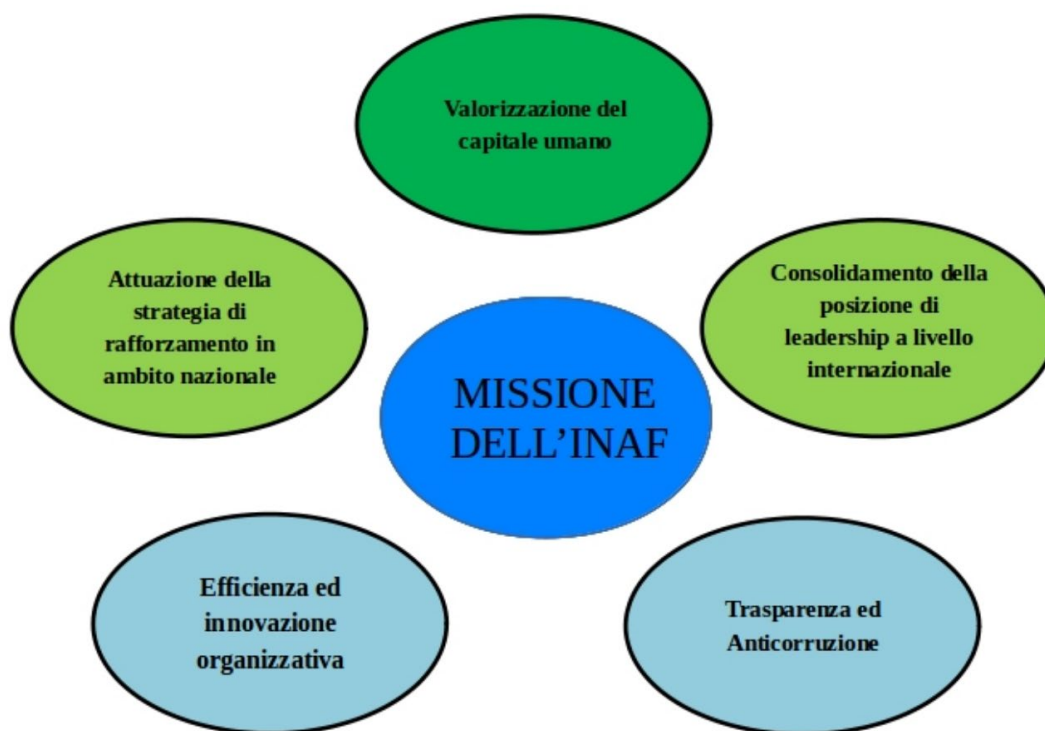 Valorizzazione del
capitale umano
Attuazione della
strategia di
rafforzamento in
ambito nazionale
Consolidamento della
posizione di
leadership a livello
internazionale
MISSIONE
DELL’INAF
Efficienza ed
innovazione
organizzativa
Trasparenza ed
Anticorruzione